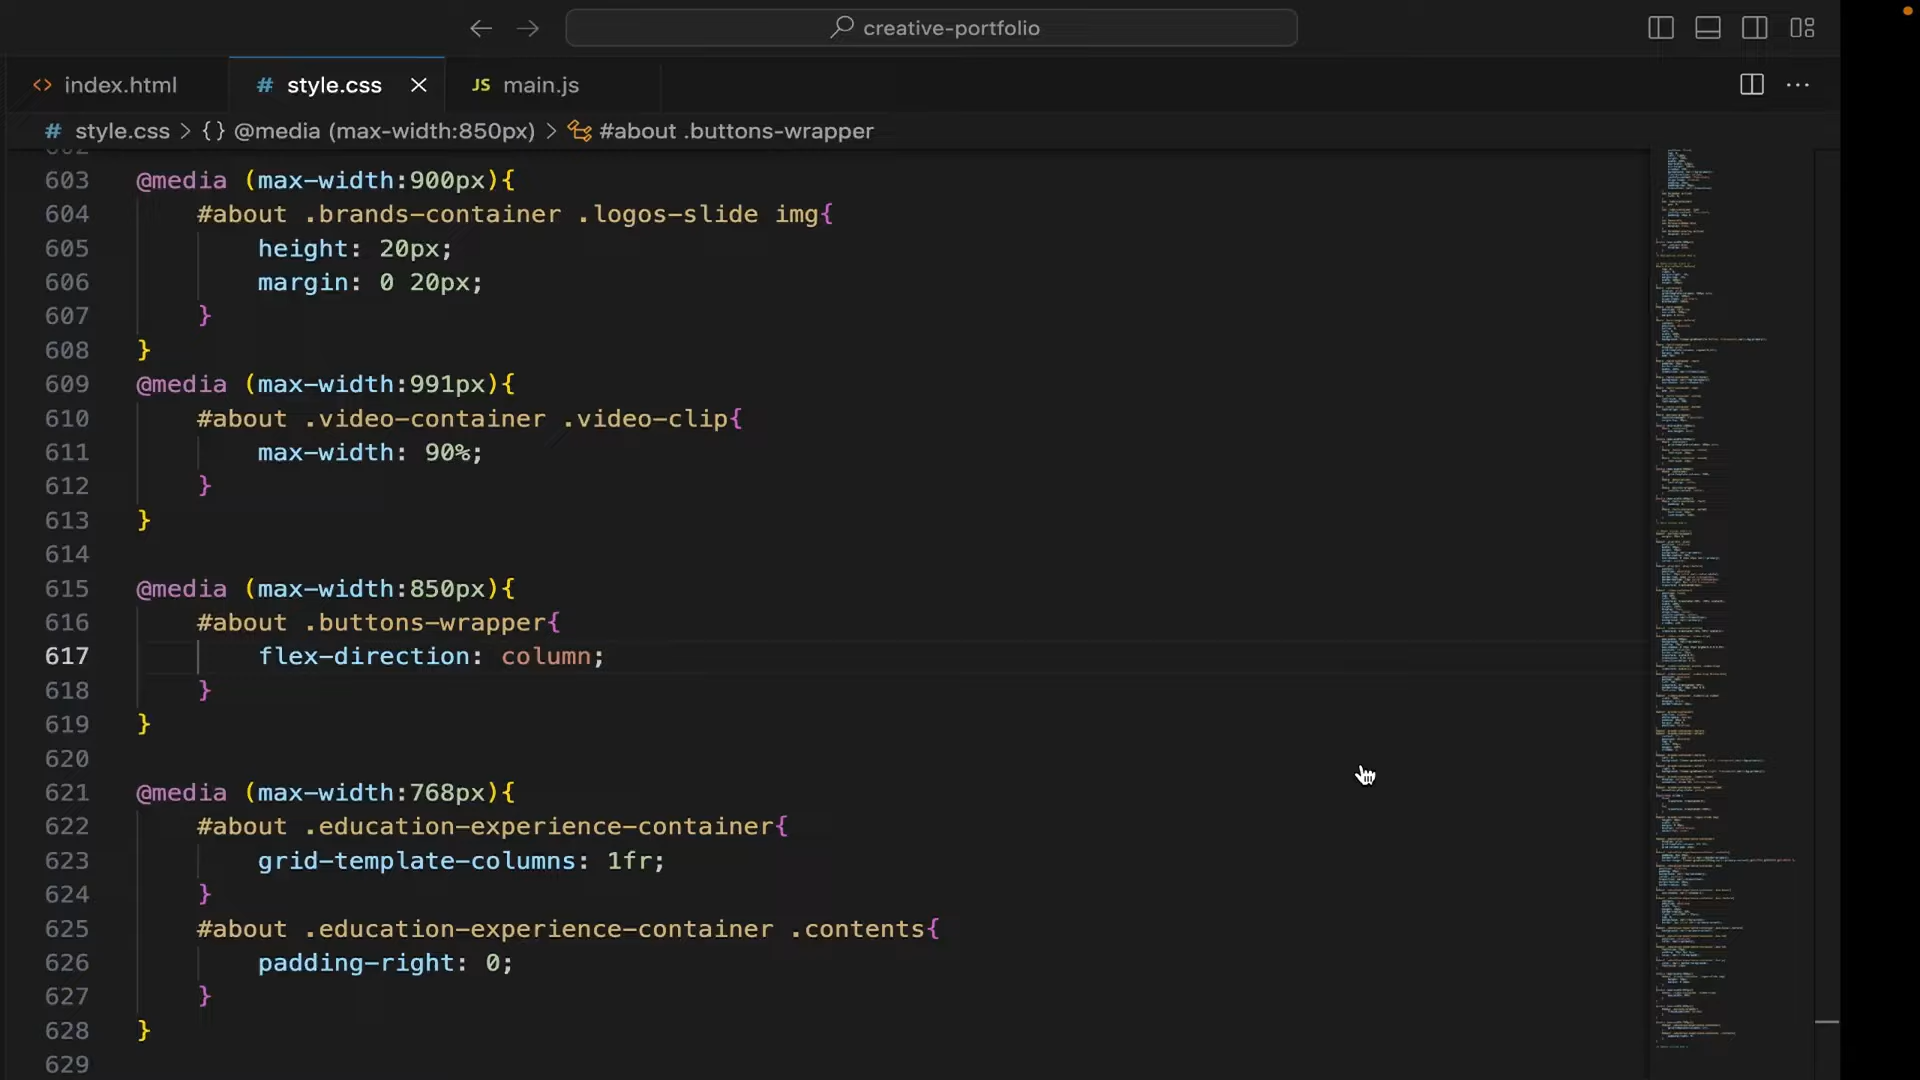 creative-portfolio
<> index.html
# style.css
JS main.js
# style.css > {} @media (max-width:850px) > #about .buttons-wrapper
602
603 @media (max-width:900px){
604 #about .brands-container .logos-slide img{
605 height: 20px;
606 margin: 0 20px;
607 }
608 }
609 @media (max-width:991px){
610 #about .video-container .video-clip{
611 max-width: 90%;
612 }
613 }
614
615 @media (max-width:850px){
616 #about .buttons-wrapper{
617 flex-direction: column;
618 }
619 }
620
621 @media (max-width:768px){
622 #about .education-experience-container{
623 grid-template-columns: 1fr;
624 }
625 #about .education-experience-container .contents{
626 padding-right: 0;
627 }
628 }
629